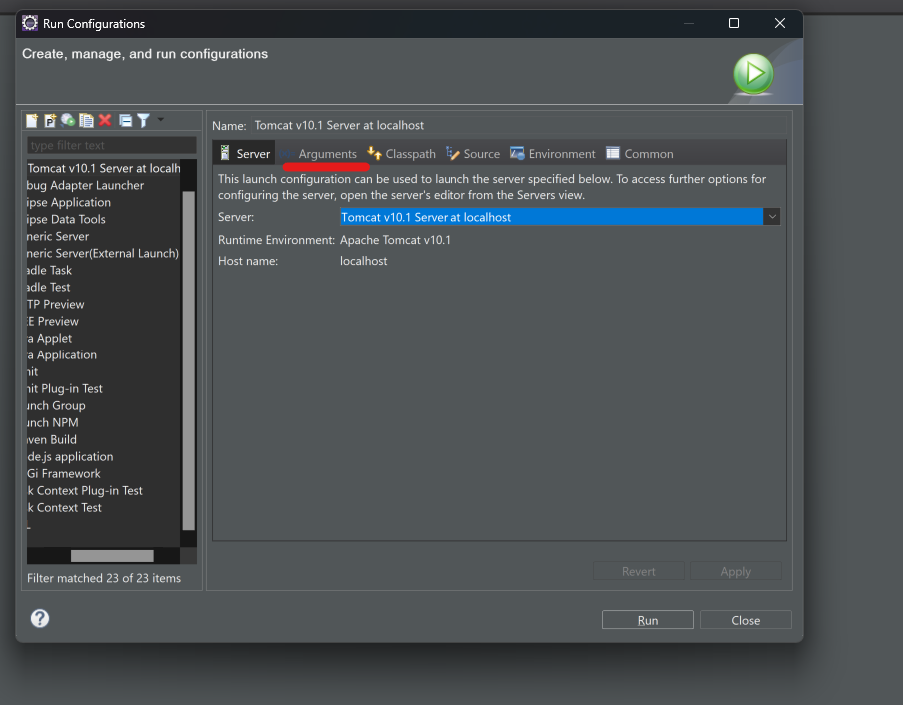 Run Configurations
Create, manage, and run configurations
type filter text
Tomcat v10.1 Server at localh
bug Adapter Launcher
ipse Application
ipse Data Tools
neric Server
neric Server(External Launch)
adle Task
adle Test
TP Preview
EE Preview
va Applet
va Application
nit
nit Plug-in Test
unch Group
unch NPM
aven Build
de.js application
Gi Framework
k Context Plug-in Test
k Context Test
Filter matched 23 of 23 items
Name: Tomcat v10.1 Server at localhost
Server Arguments Classpath Source Environment Common
This launch configuration can be used to launch the server specified below. To access further options for
configuring the server, open the server's editor from the Servers view.
Server: Tomcat v10.1 Server at localhost
Runtime Environment: Apache Tomcat v10.1
Host name: localhost
Revert Apply
Run Close